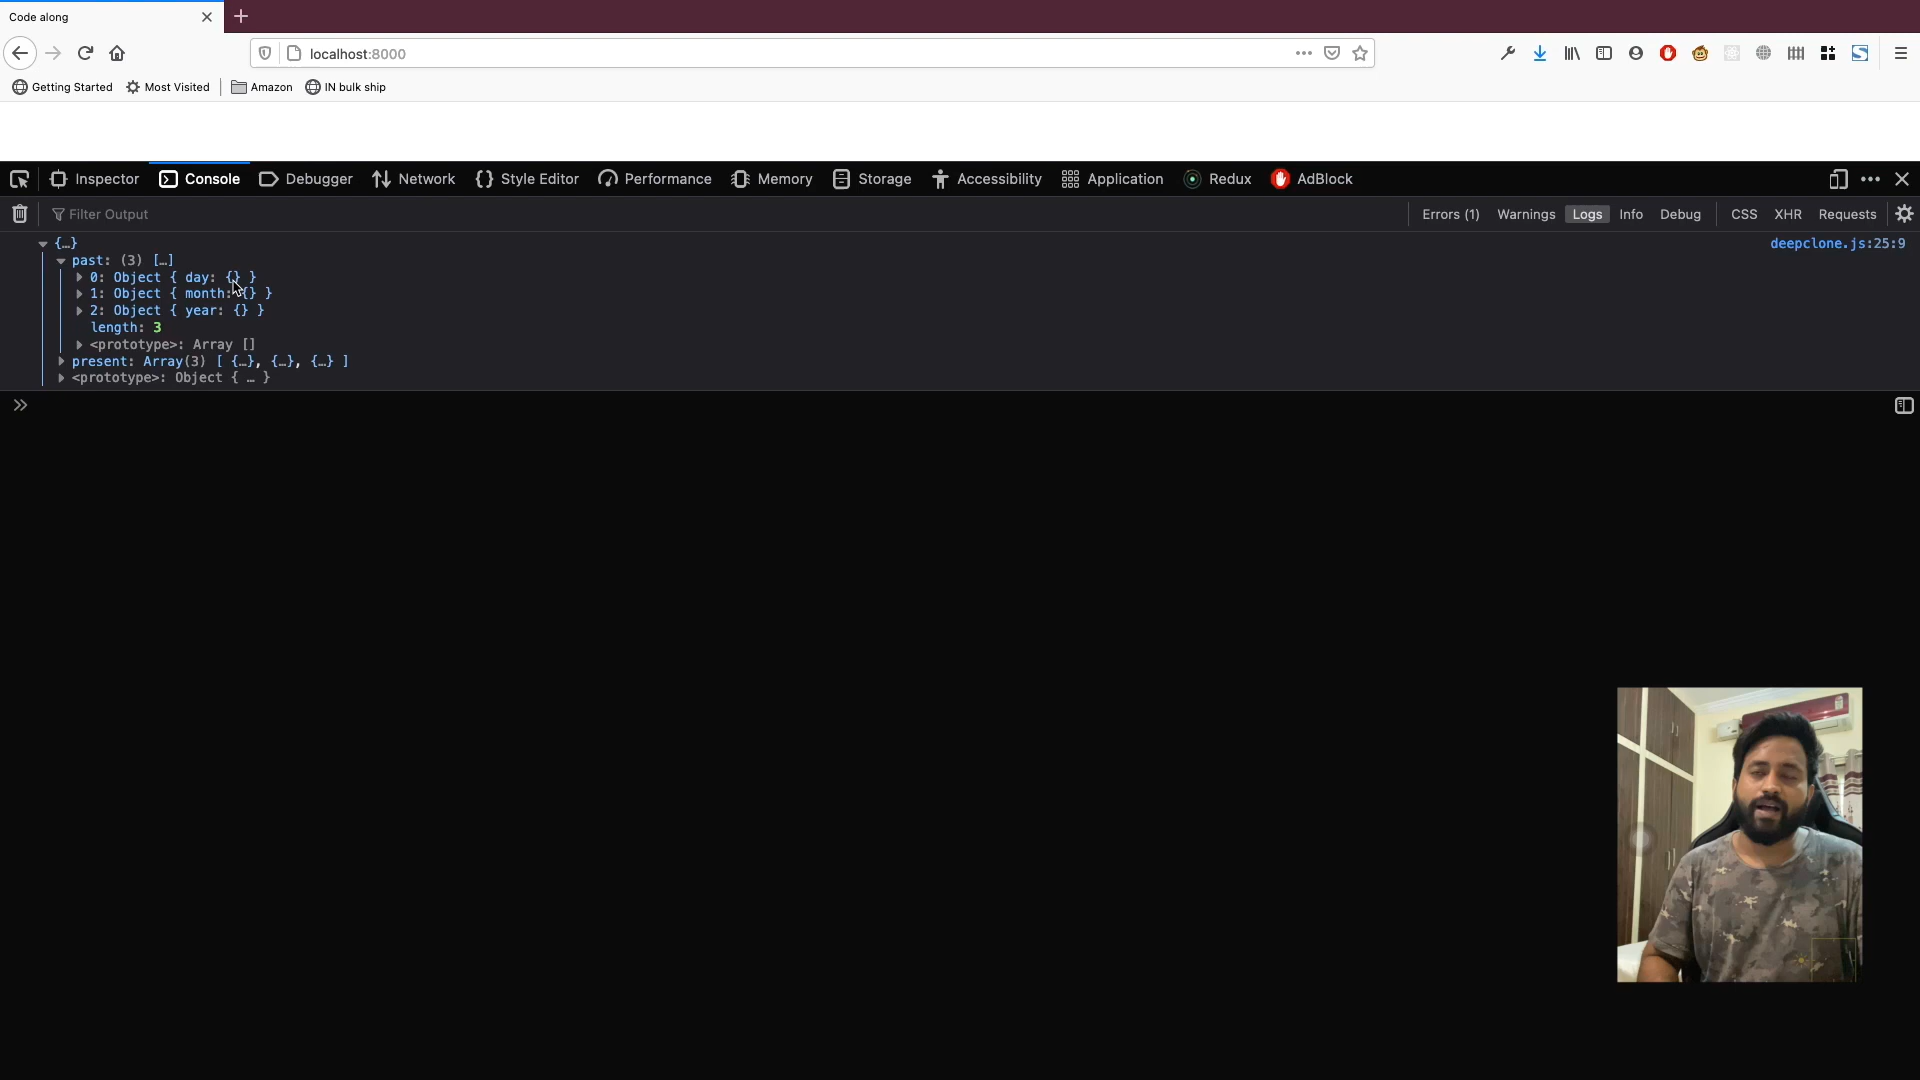 Code along
localhost:8000
Getting Started Most Visited Amazon IN bulk ship
Inspector Console Debugger Network Style Editor Performance Memory Storage Accessibility Application Redux AdBlock
Filter Output Errors (1) Warnings Logs Info Debug CSS XHR Requests
{…} deepclone.js:25:9
past: (3) […]
0: Object { day: {} }
1: Object { month: {} }
2: Object { year: {} }
length: 3
<prototype>: Array []
present: Array(3) [ {…}, {…}, {…} ]
<prototype>: Object { … }